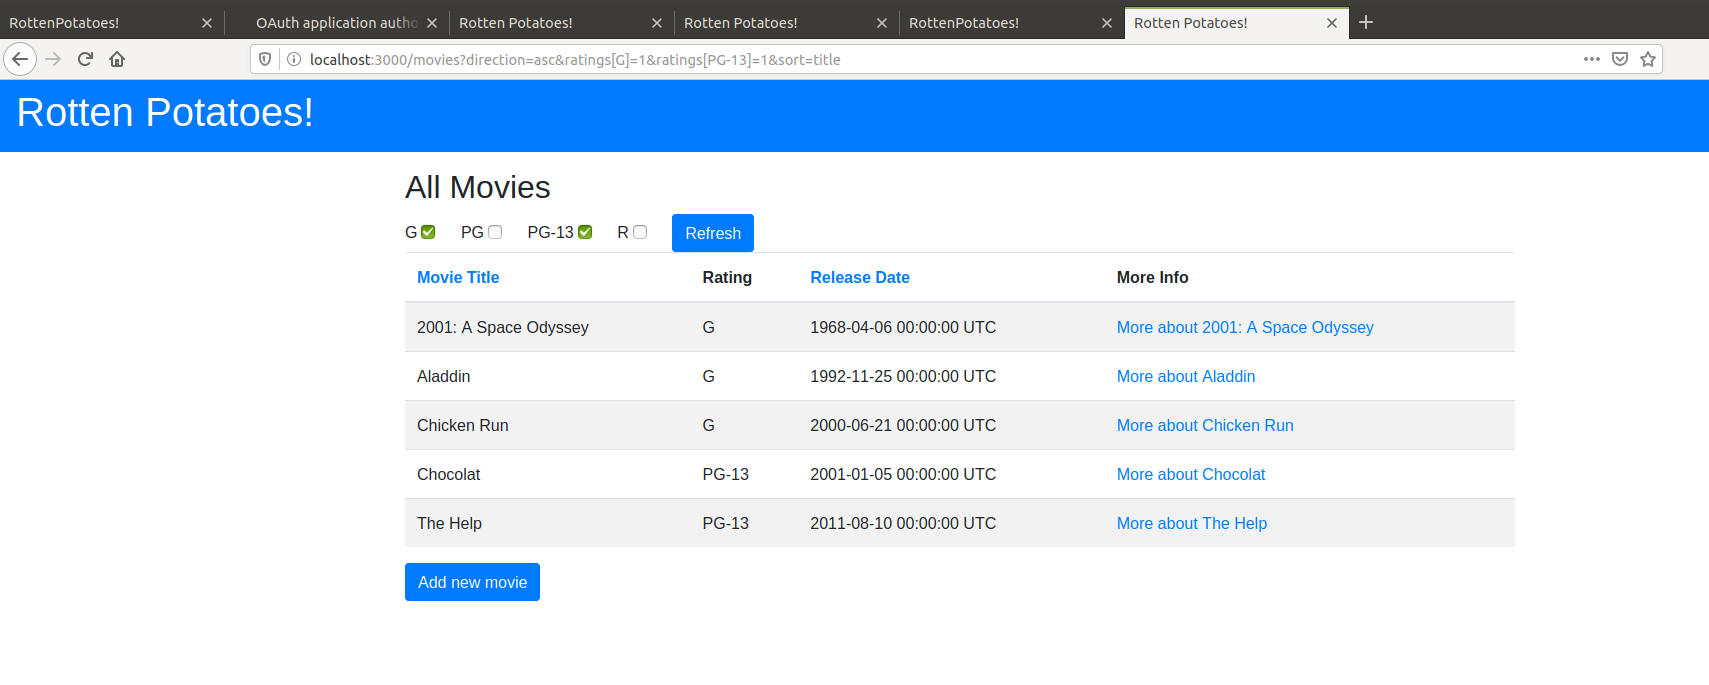 RottenPotatoes! OAuth application autho Rotten Potatoes! Rotten Potatoes! RottenPotatoes! Rotten Potatoes!
localhost:3000/movies?direction=asc&ratings[G]=1&ratings[PG-13]=1&sort=title
Rotten Potatoes!
All Movies
G PG PG-13 R Refresh
Movie Title Rating Release Date More Info
2001: A Space Odyssey G 1968-04-06 00:00:00 UTC More about 2001: A Space Odyssey
Aladdin G 1992-11-25 00:00:00 UTC More about Aladdin
Chicken Run G 2000-06-21 00:00:00 UTC More about Chicken Run
Chocolat PG-13 2001-01-05 00:00:00 UTC More about Chocolat
The Help PG-13 2011-08-10 00:00:00 UTC More about The Help
Add new movie